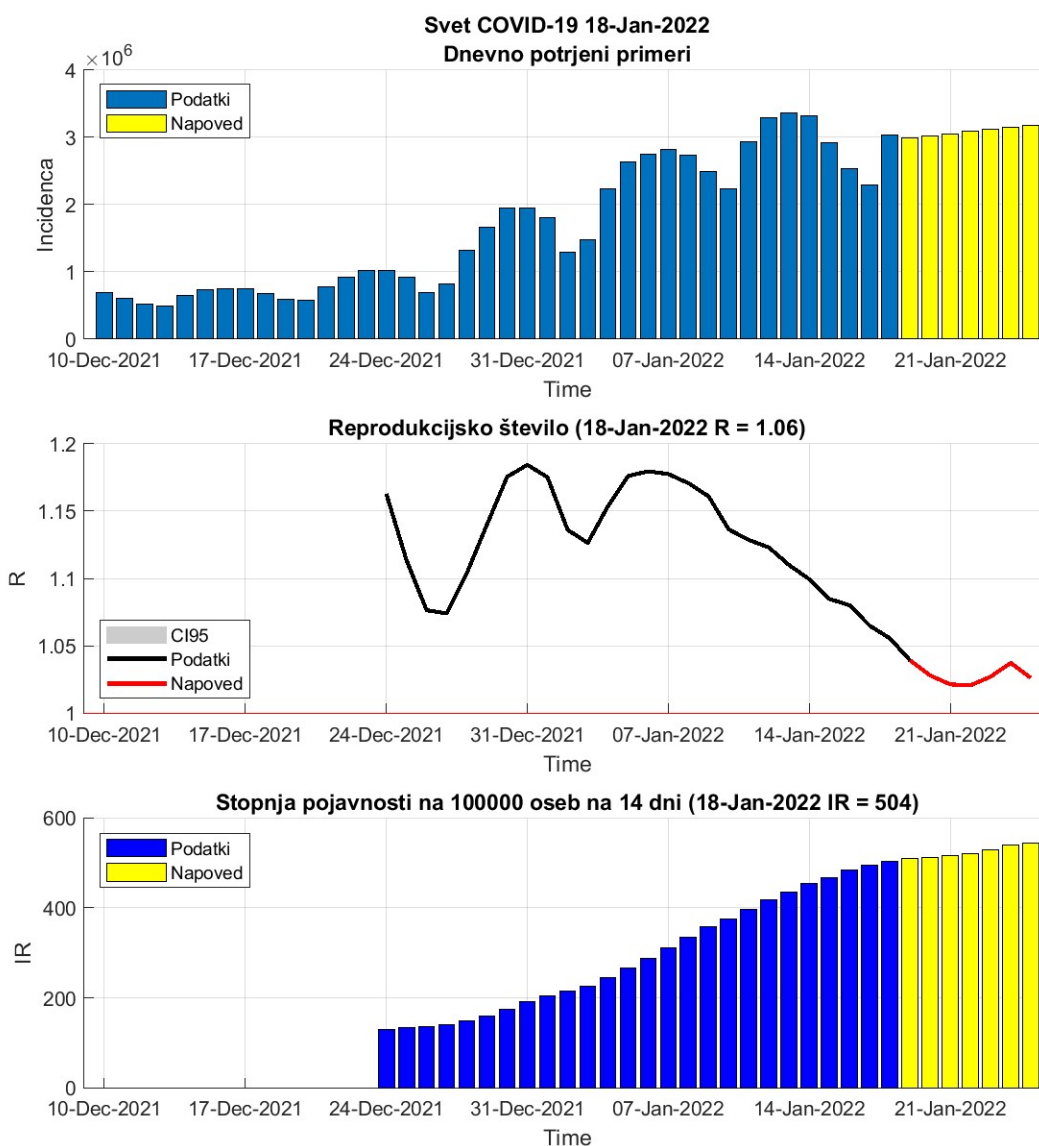 Svet COVID-19 18-Jan-2022
Dnevno potrjeni primeri
×10^6
4
3
2
1
0
Incidenca
Podatki
Napoved
10-Dec-2021 17-Dec-2021 24-Dec-2021 31-Dec-2021 07-Jan-2022 14-Jan-2022 21-Jan-2022
Time
Reprodukcijsko število (18-Jan-2022 R = 1.06)
1.2
1.15
1.1
1.05
1
R
CI95
Podatki
Napoved
10-Dec-2021 17-Dec-2021 24-Dec-2021 31-Dec-2021 07-Jan-2022 14-Jan-2022 21-Jan-2022
Time
Stopnja pojavnosti na 100000 oseb na 14 dni (18-Jan-2022 IR = 504)
600
400
200
0
IR
Podatki
Napoved
10-Dec-2021 17-Dec-2021 24-Dec-2021 31-Dec-2021 07-Jan-2022 14-Jan-2022 21-Jan-2022
Time